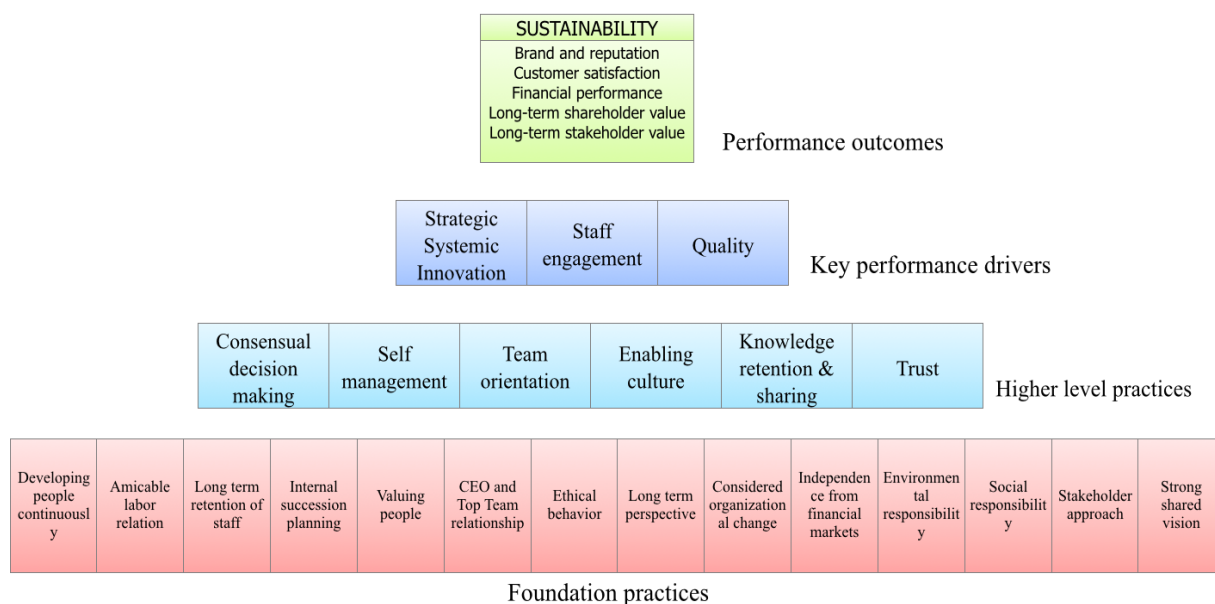 SUSTAINABILITY
Brand and reputation
Customer satisfaction
Financial performance
Long-term shareholder value
Long-term stakeholder value
Performance outcomes
Strategic
Systemic
Innovation
Staff
engagement
Quality
Key performance drivers
Consensual
decision
making
Self
management
Team
orientation
Enabling
culture
Knowledge
retention &
sharing
Trust
Higher level practices
Developing
people
continuousl
y
Amicable
labor
relation
Long term
retention of
staff
Internal
succession
planning
Valuing
people
CEO and
Top Team
relationship
Ethical
behavior
Long term
perspective
Considered
organization
al change
Independenc
e from
financial
markets
Environment
al
responsibilit
y
Social
responsibilit
y
Stakeholder
approach
Strong
shared
vision
Foundation practices